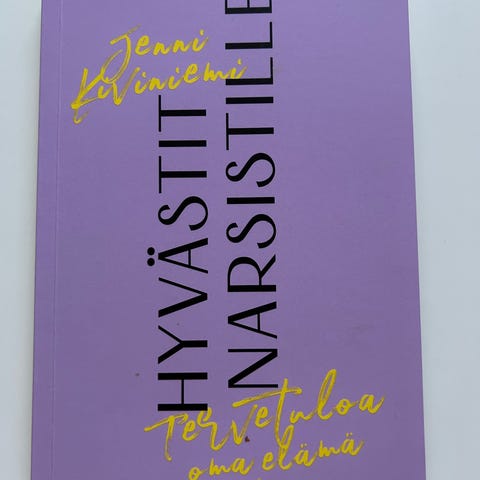 Jenni
Kiviniemi
HYVÄSTIT
NARSISTILLE
Tervetuloa
oma elämä